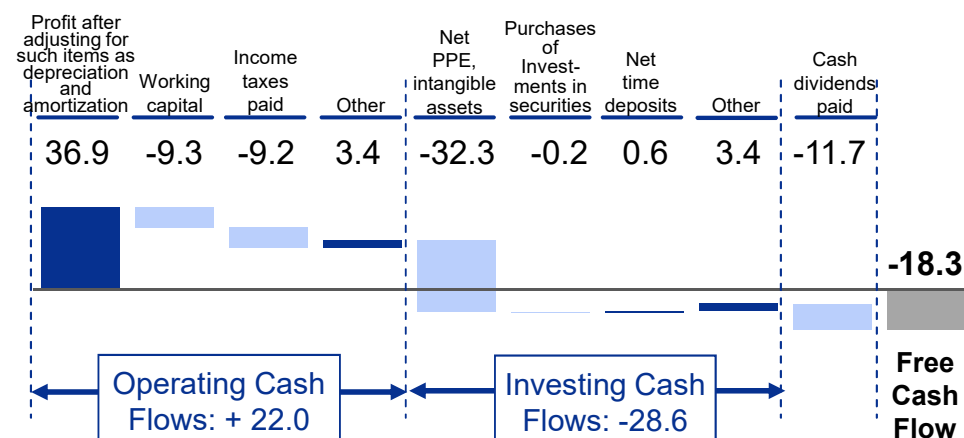 Profit after
adjusting for
such items as
depreciation
and
amortization
Working
capital
Income
taxes
paid
Other
Net
PPE,
intangible
assets
Purchases
of
Invest-
ments in
securities
Net
time
deposits
Other
Cash
dividends
paid
36.9
-9.3
-9.2
3.4
-32.3
-0.2
0.6
3.4
-11.7
-18.3
Operating Cash
Flows: + 22.0
Investing Cash
Flows: -28.6
Free
Cash
Flow